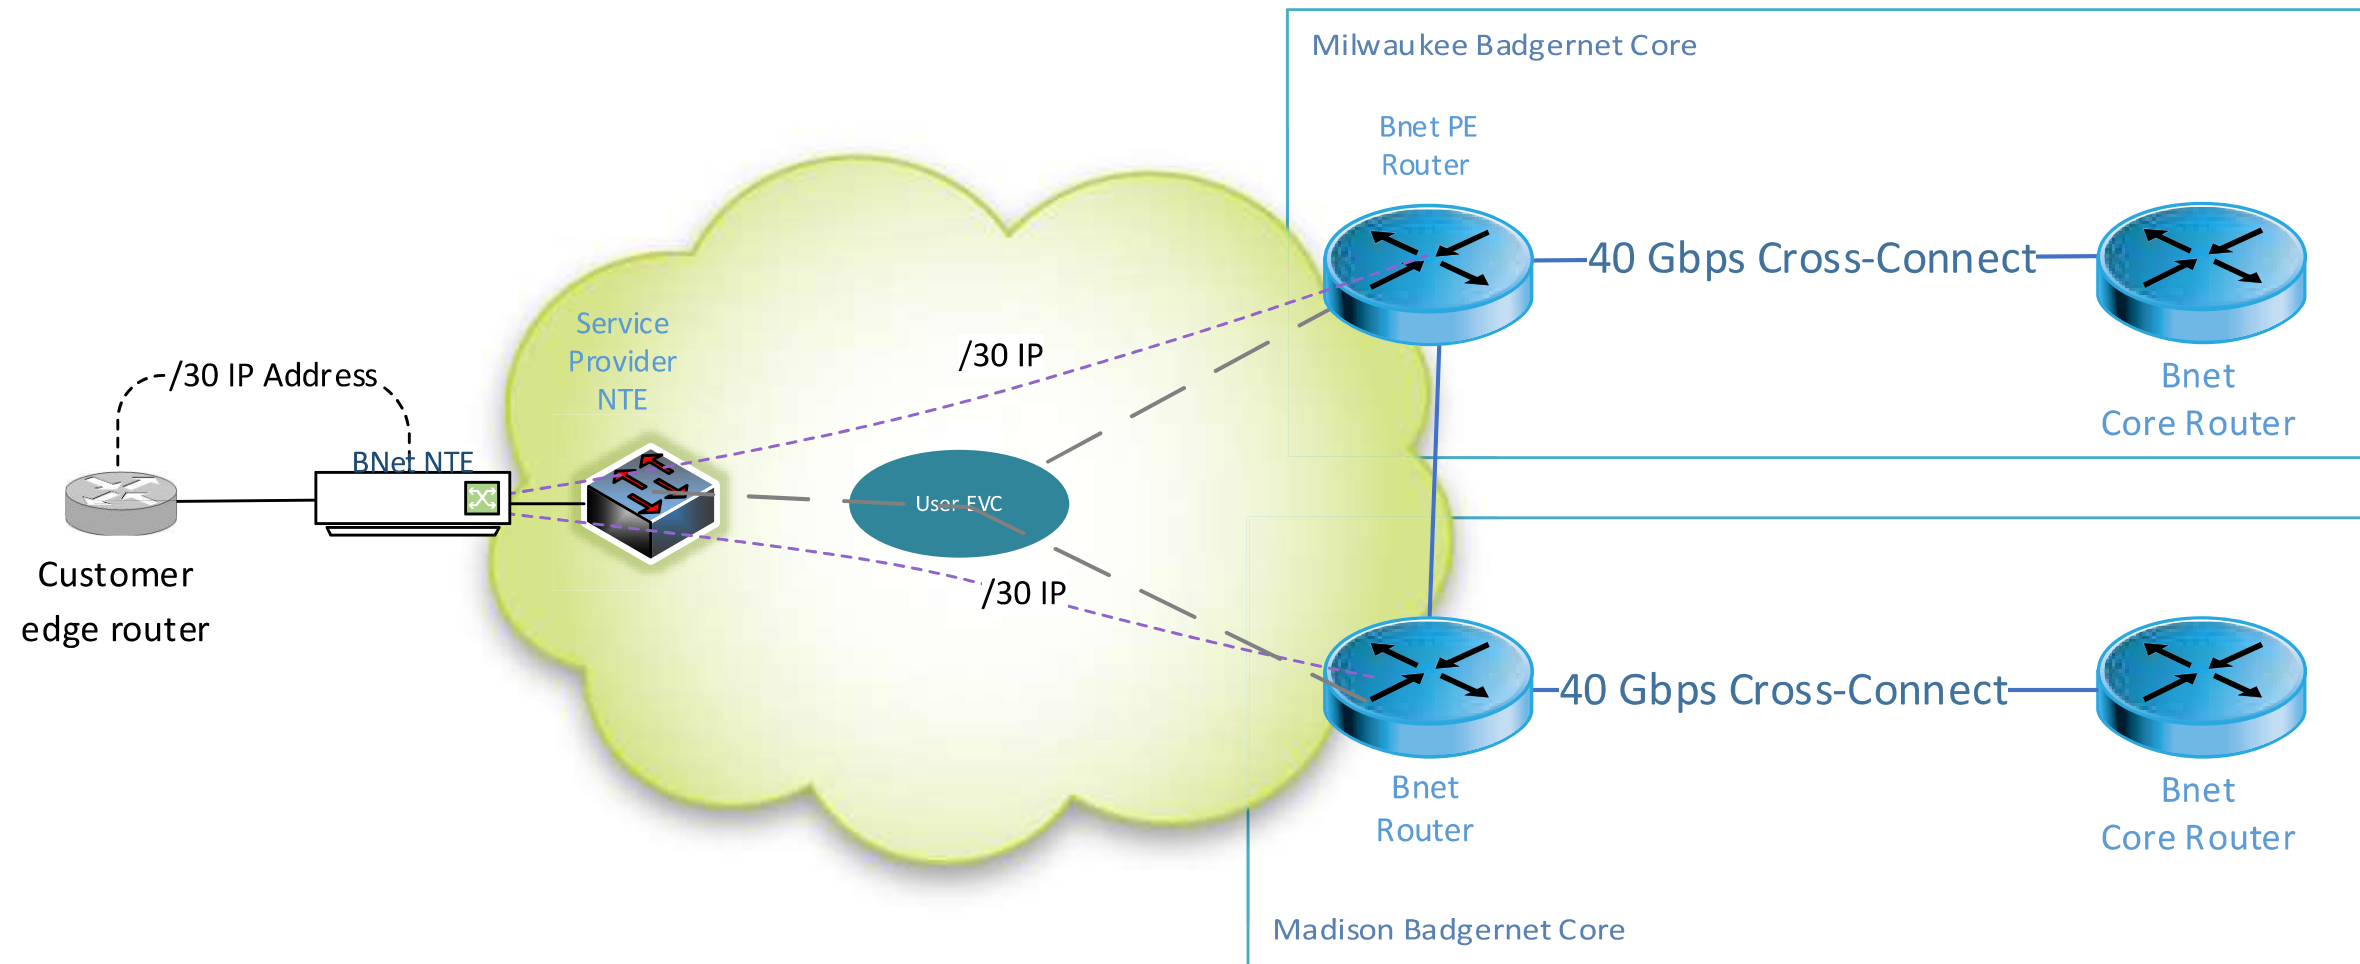 Milwaukee Badgernet Core
Bnet PE
Router
40 Gbps Cross-Connect
Service
Provider
NTE
/30 IP
/30 IP Address
Bnet
Core Router
BNet NTE
User EVC
Customer
edge router
/30 IP
40 Gbps Cross-Connect
Bnet
Router
Bnet
Core Router
Madison Badgernet Core